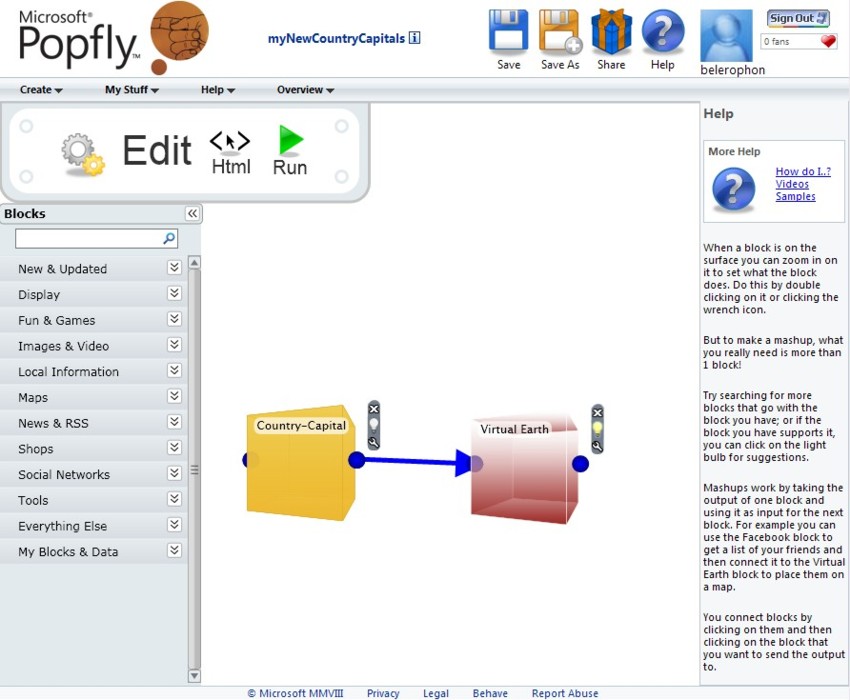 Microsoft®
Popfly™
myNewCountryCapitals
Save
Save As
Share
Help
Sign Out
0 fans
belerophon
Create
My Stuff
Help
Overview
Edit
Html
Run
Blocks
New & Updated
Display
Fun & Games
Images & Video
Local Information
Maps
News & RSS
Shops
Social Networks
Tools
Everything Else
My Blocks & Data
Country-Capital
Virtual Earth
Help
More Help
How do I..?
Videos
Samples
When a block is on the
surface you can zoom in on
it to set what the block
does. Do this by double
clicking on it or clicking the
wrench icon.
But to make a mashup, what
you really need is more than
1 block!
Try searching for more
blocks that go with the
block you have; or if the
block you have supports it,
you can click on the light
bulb for suggestions.
Mashups work by taking the
output of one block and
using it as input for the next
block. For example you can
use the Facebook block to
get a list of your friends and
then connect it to the Virtual
Earth block to place them on
a map.
You connect blocks by
clicking on them and then
clicking on the block that
you want to send the output
to.
© Microsoft MMVIII
Privacy
Legal
Behave
Report Abuse